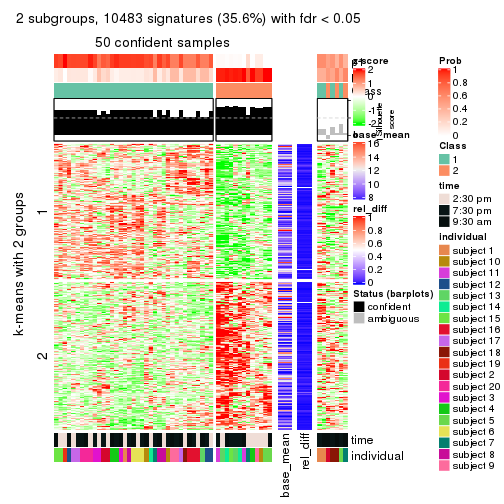 2 subgroups, 10483 signatures (35.6%) with fdr < 0.05
50 confident samples
k-means with 2 groups
1
2
base_mean
rel_diff
time
individual
z-score
2
1
0
-1
-2
Silhouette
score
base_mean
16
14
12
10
8
rel_diff
1
0.8
0.6
0.4
0.2
0
Status (barplots)
confident
ambiguous
Prob
1
0.8
0.6
0.4
0.2
0
Class
1
2
time
2:30 pm
7:30 pm
9:30 am
individual
subject 1
subject 10
subject 11
subject 12
subject 13
subject 14
subject 15
subject 16
subject 17
subject 18
subject 19
subject 2
subject 20
subject 3
subject 4
subject 5
subject 6
subject 7
subject 8
subject 9